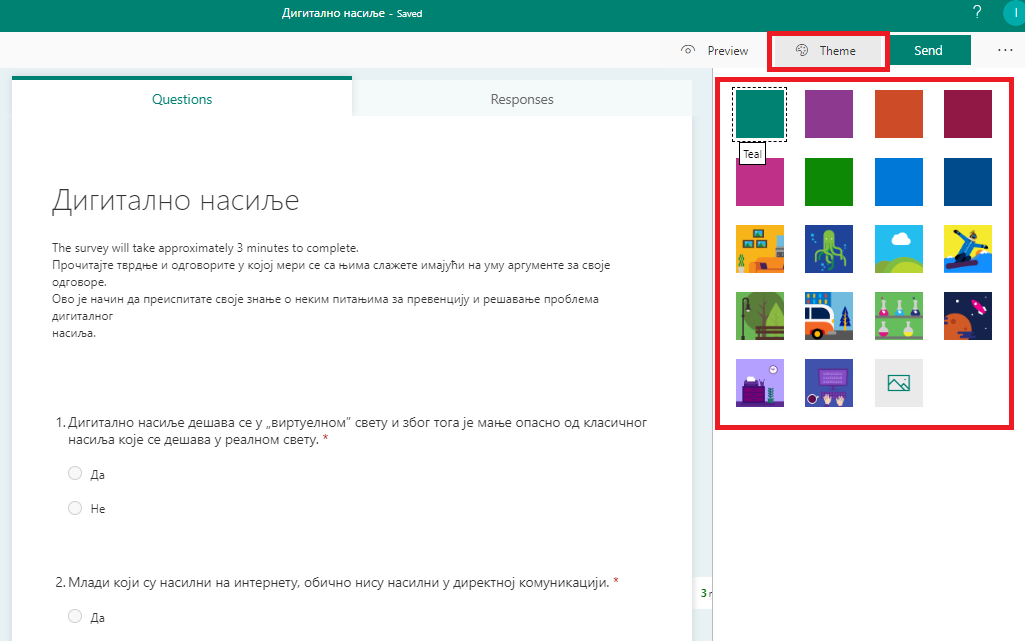 Дигитално насиље - Saved
?
I
Preview
Theme
Send
...
Questions
Responses
Teal
Дигитално насиље
The survey will take approximately 3 minutes to complete.
Прочитајте тврдње и одговорите у којој мери се са њима слажете имајући на уму аргументе за своје
одговоре.
Ово је начин да преиспитате своје знање о неким питањима за превенцију и решавање проблема
дигиталног
насиља.
1. Дигитално насиље дешава се у „виртуелном” свету и због тога је мање опасно од класичног
насиља које се дешава у реалном свету. *
Да
Не
2. Млади који су насилни на интернету, обично нису насилни у директној комуникацији. *
3
Да